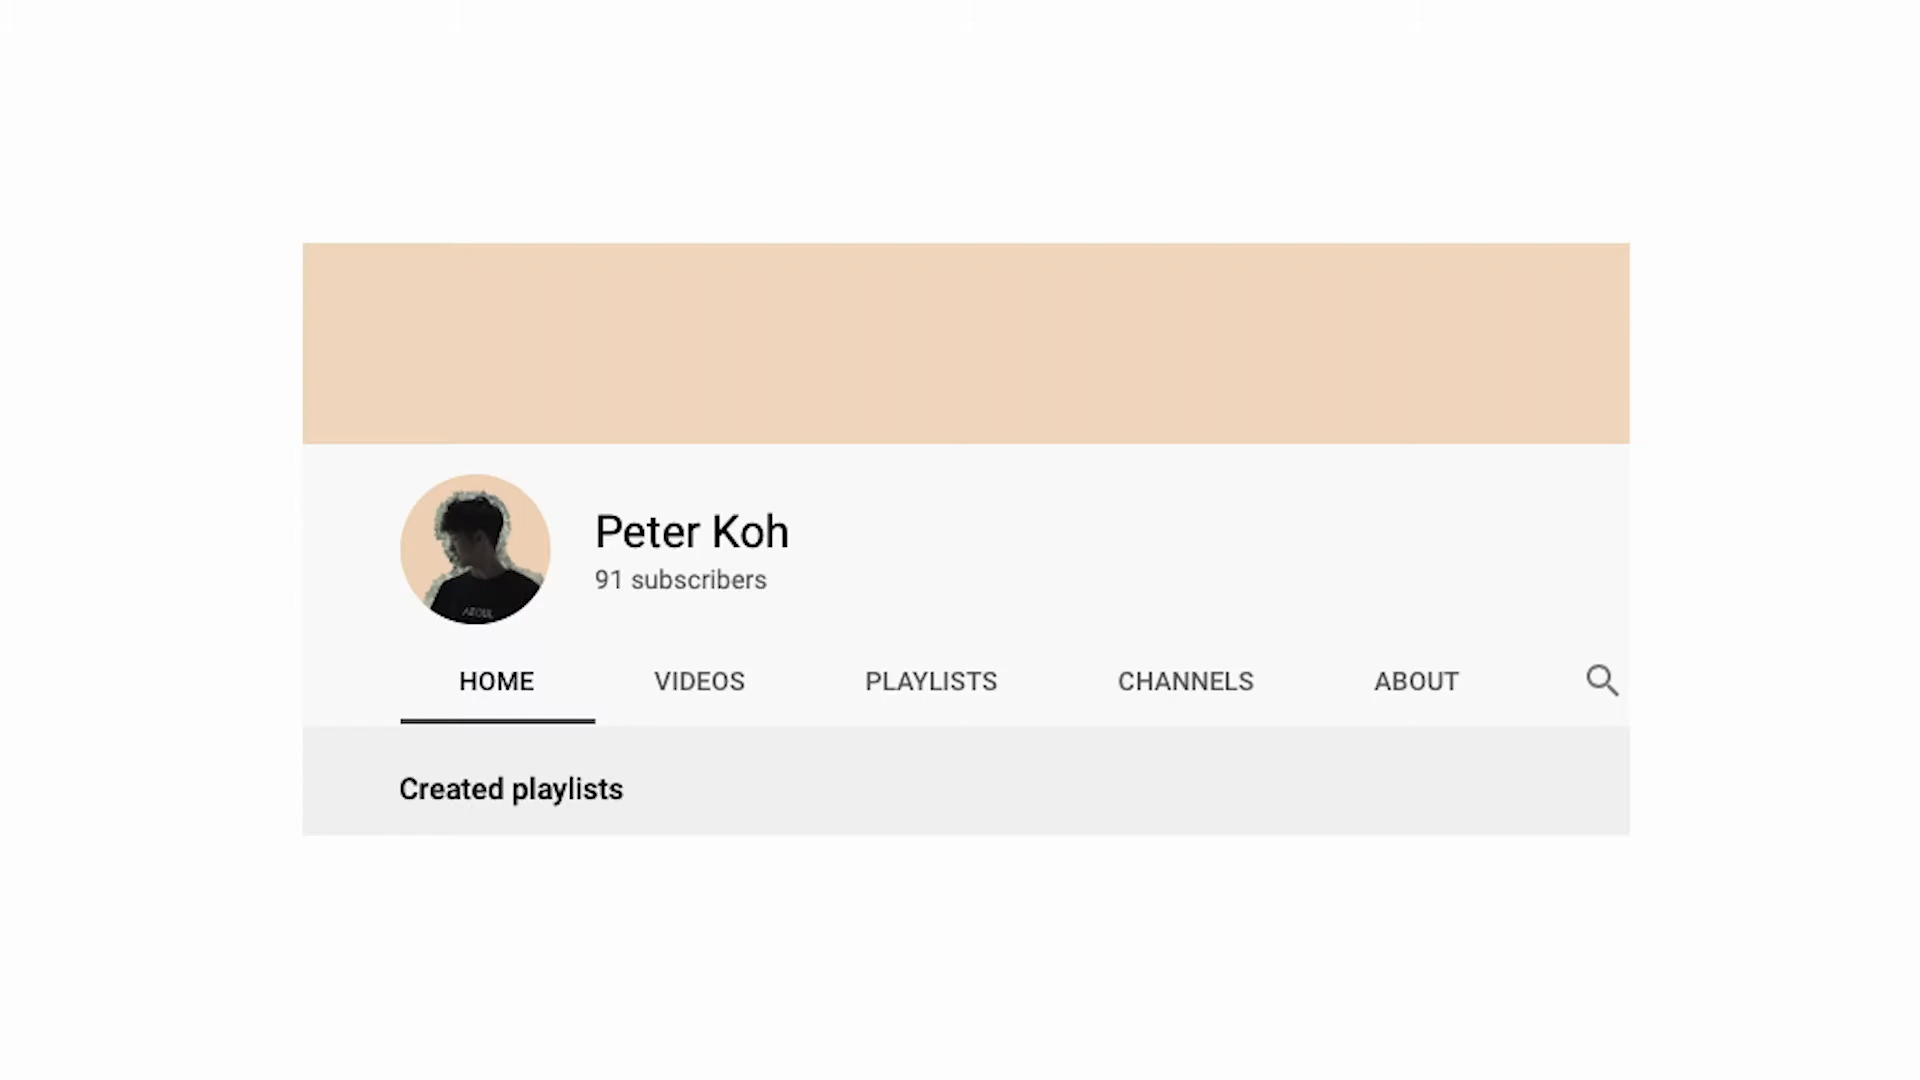 Peter Koh
91 subscribers
HOME VIDEOS PLAYLISTS CHANNELS ABOUT
Created playlists